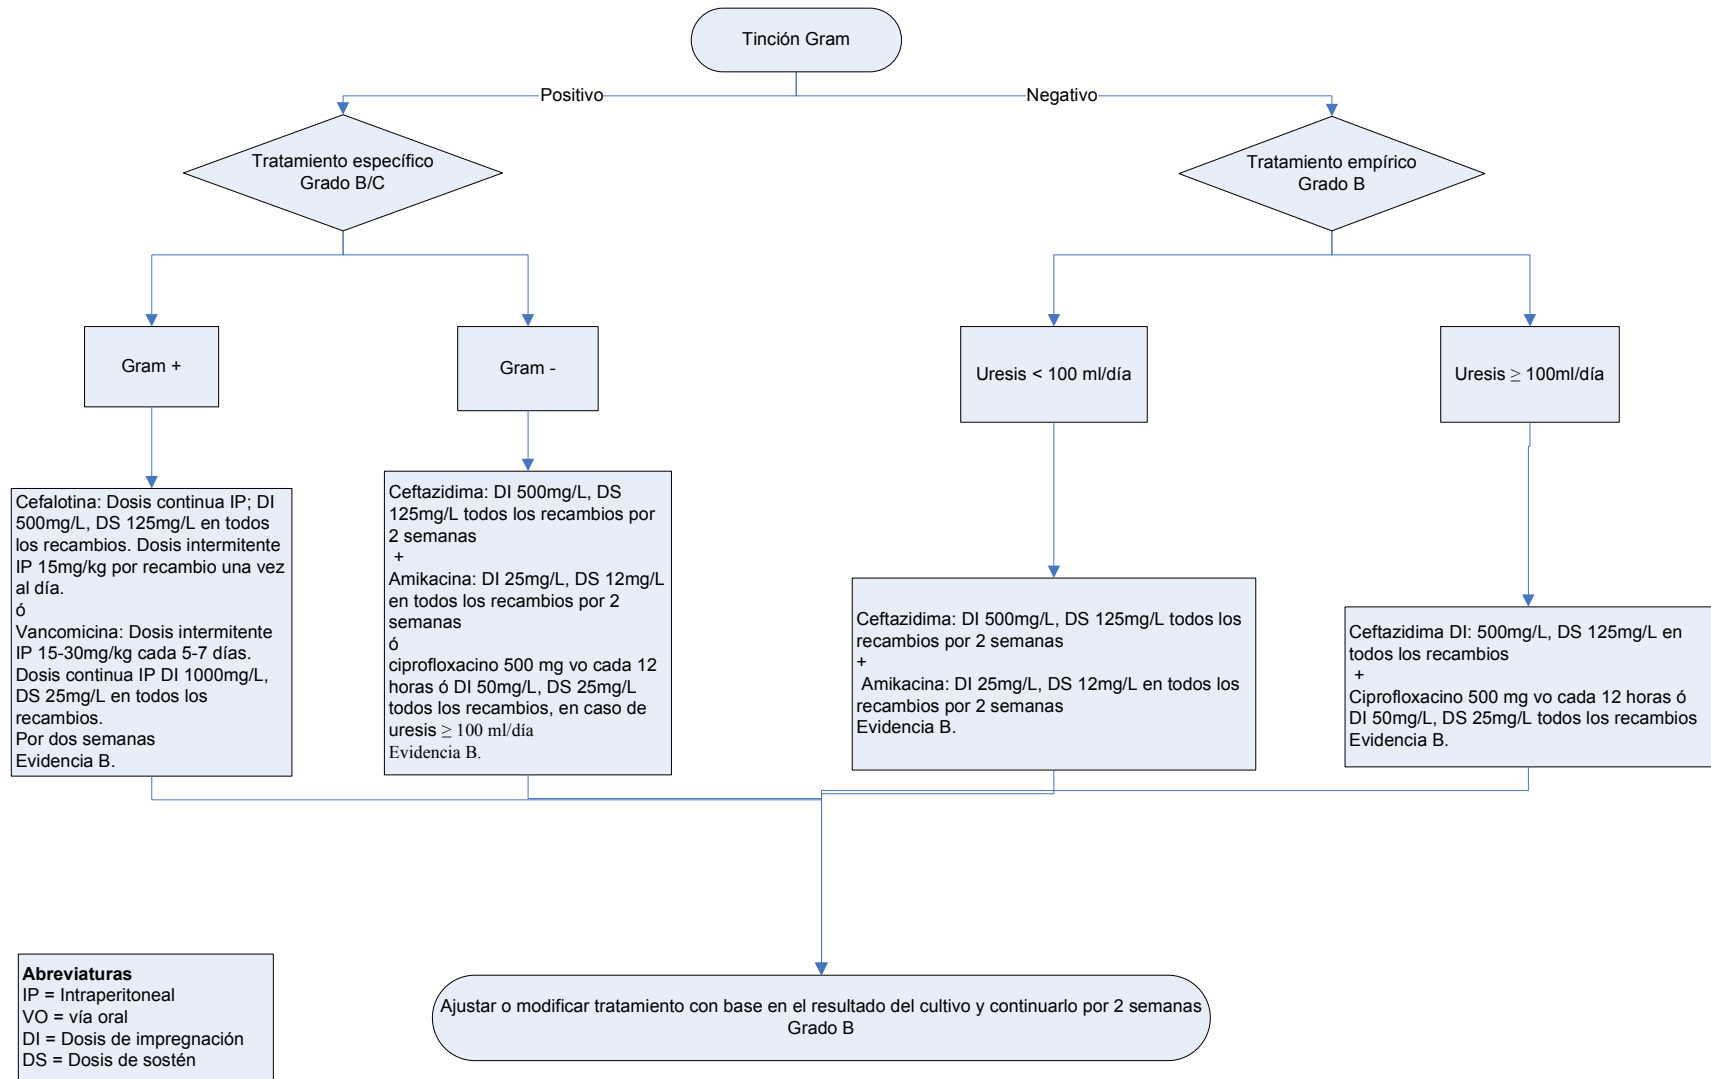 Tinción Gram
Positivo
Negativo
Tratamiento específico
Grado B/C
Tratamiento empírico
Grado B
Gram +
Gram -
Uresis < 100 ml/día
Uresis ≥ 100ml/día
Cefalotina: Dosis continua IP; DI
500mg/L, DS 125mg/L en todos
los recambios. Dosis intermitente
IP 15mg/kg por recambio una vez
al día.
ó
Vancomicina: Dosis intermitente
IP 15-30mg/kg cada 5-7 días.
Dosis continua IP DI 1000mg/L,
DS 25mg/L en todos los
recambios.
Por dos semanas
Evidencia B.
Ceftazidima: DI 500mg/L, DS
125mg/L todos los recambios por
2 semanas
+
Amikacina: DI 25mg/L, DS 12mg/L
en todos los recambios por 2
semanas
ó
ciprofloxacino 500 mg vo cada 12
horas ó DI 50mg/L, DS 25mg/L
todos los recambios, en caso de
uresis ≥ 100 ml/día
Evidencia B.
Ceftazidima: DI 500mg/L, DS 125mg/L todos los
recambios por 2 semanas
+
Amikacina: DI 25mg/L, DS 12mg/L en todos los
recambios por 2 semanas
Evidencia B.
Ceftazidima DI: 500mg/L, DS 125mg/L en
todos los recambios
+
Ciprofloxacino 500 mg vo cada 12 horas ó
DI 50mg/L, DS 25mg/L todos los recambios
Evidencia B.
Abreviaturas
IP = Intraperitoneal
VO = vía oral
DI = Dosis de impregnación
DS = Dosis de sostén
Ajustar o modificar tratamiento con base en el resultado del cultivo y continuarlo por 2 semanas
Grado B